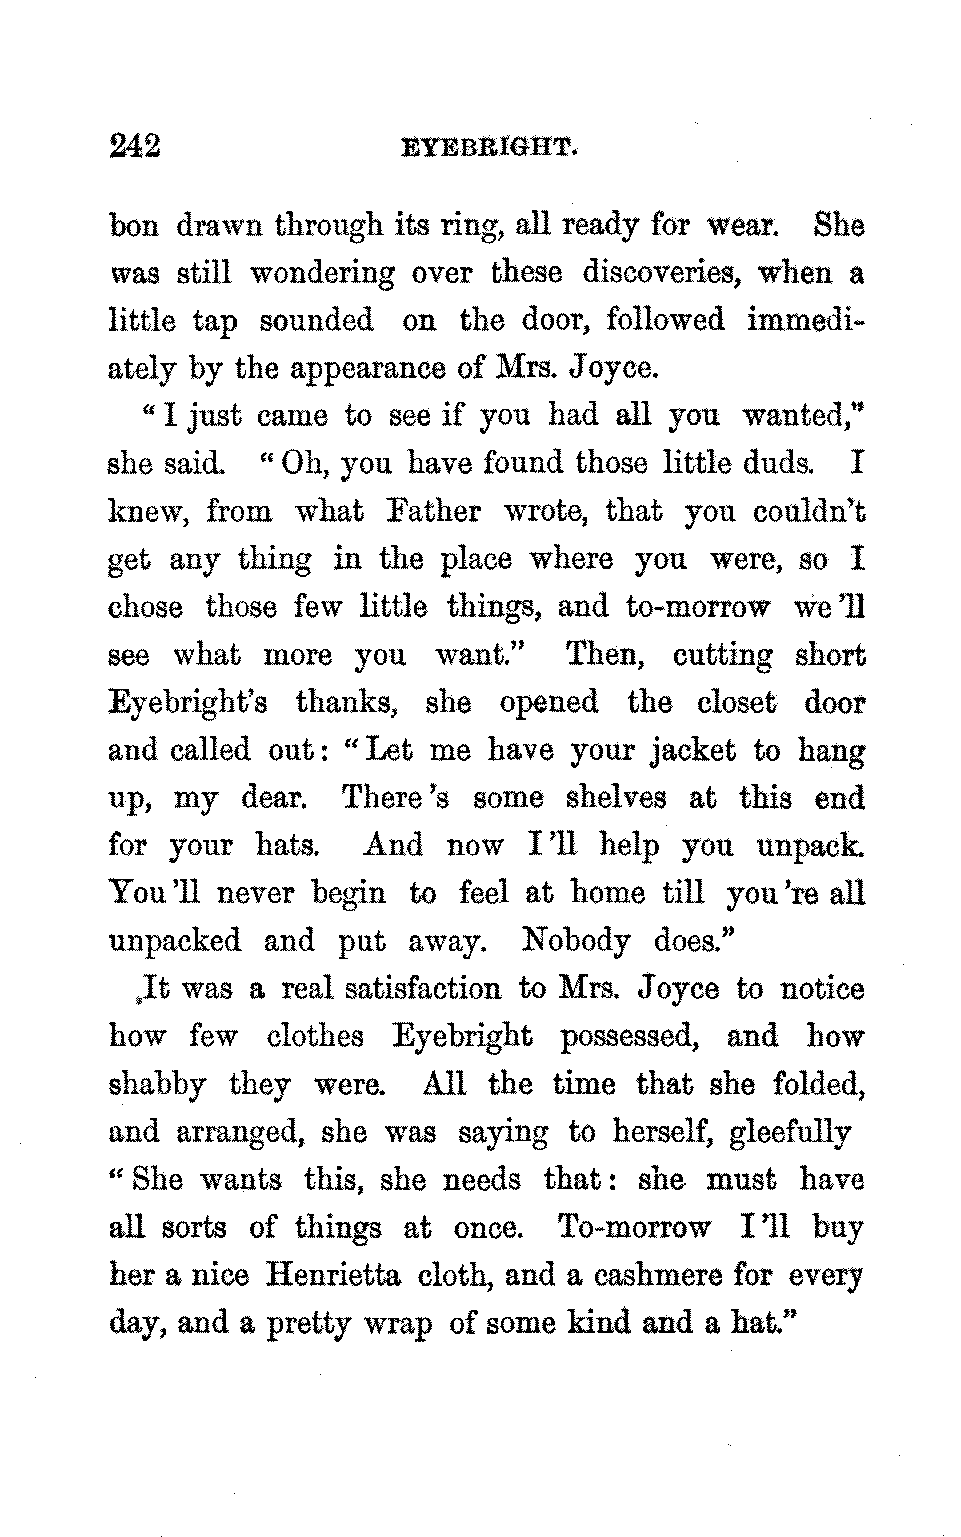 242 EYEBRIGHT.
bon drawn through its ring, all ready for wear. She
was still wondering over these discoveries, when a
little tap sounded on the door, followed immedi-
ately by the appearance of Mrs. Joyce.
“I just came to see if you had all you wanted,”
she said. “Oh, you have found those little duds. I
knew, from what Father wrote, that you couldn't
get any thing in the place where you were, so I
chose those few little things, and to-morrow we 'll
see what more you want.” Then, cutting short
Eyebright's thanks, she opened the closet door
and called out: “Let me have your jacket to hang
up, my dear. There 's some shelves at this end
for your hats. And now I 'll help you unpack.
You 'll never begin to feel at home till you 're all
unpacked and put away. Nobody does.”
It was a real satisfaction to Mrs. Joyce to notice
how few clothes Eyebright possessed, and how
shabby they were. All the time that she folded,
and arranged, she was saying to herself, gleefully
“She wants this, she needs that: she must have
all sorts of things at once. To-morrow I 'll buy
her a nice Henrietta cloth, and a cashmere for every
day, and a pretty wrap of some kind and a hat.”